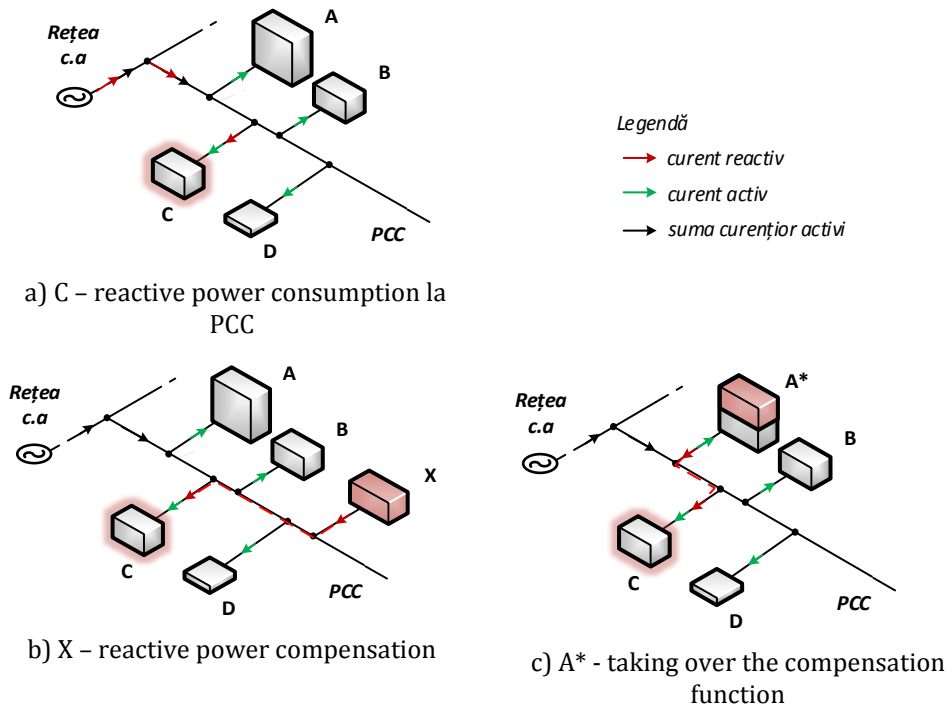 Rețea
c.a
A
B
C
D
PCC
Legendă
curent reactiv
curent activ
suma curențior activi
a) C – reactive power consumption la
PCC
Rețea
c.a
A
B
X
C
D
PCC
b) X – reactive power compensation
Rețea
c.a
A*
B
C
D
PCC
c) A* - taking over the compensation
function